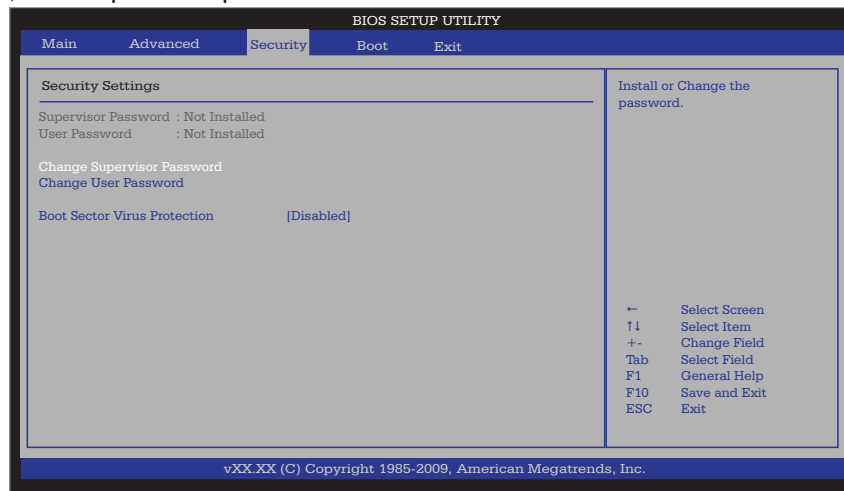 BIOS SETUP UTILITY
Main Advanced Security Boot Exit
Security Settings
Supervisor Password : Not Installed
User Password : Not Installed
Change Supervisor Password
Change User Password
Boot Sector Virus Protection [Disabled]
Install or Change the
password.
← Select Screen
↑↓ Select Item
+- Change Field
Tab Select Field
F1 General Help
F10 Save and Exit
ESC Exit
vXX.XX (C) Copyright 1985-2009, American Megatrends, Inc.